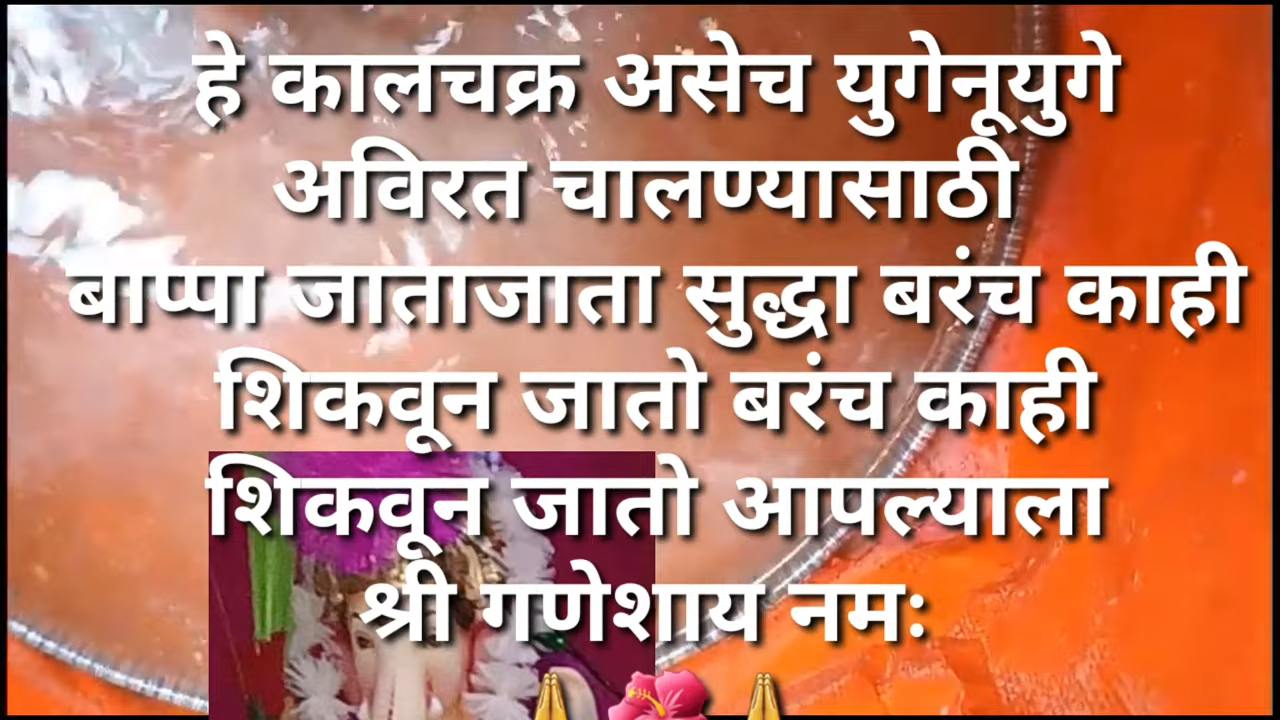 हे कालचक्र असेच युगेनूयुगे
अविरत चालण्यासाठी
बाप्पा जाताजाता सुद्धा बरंच काही
शिकवून जातो बरंच काही
शिकवून जातो आपल्याला
श्री गणेशाय नमः
🙏🌺🙏